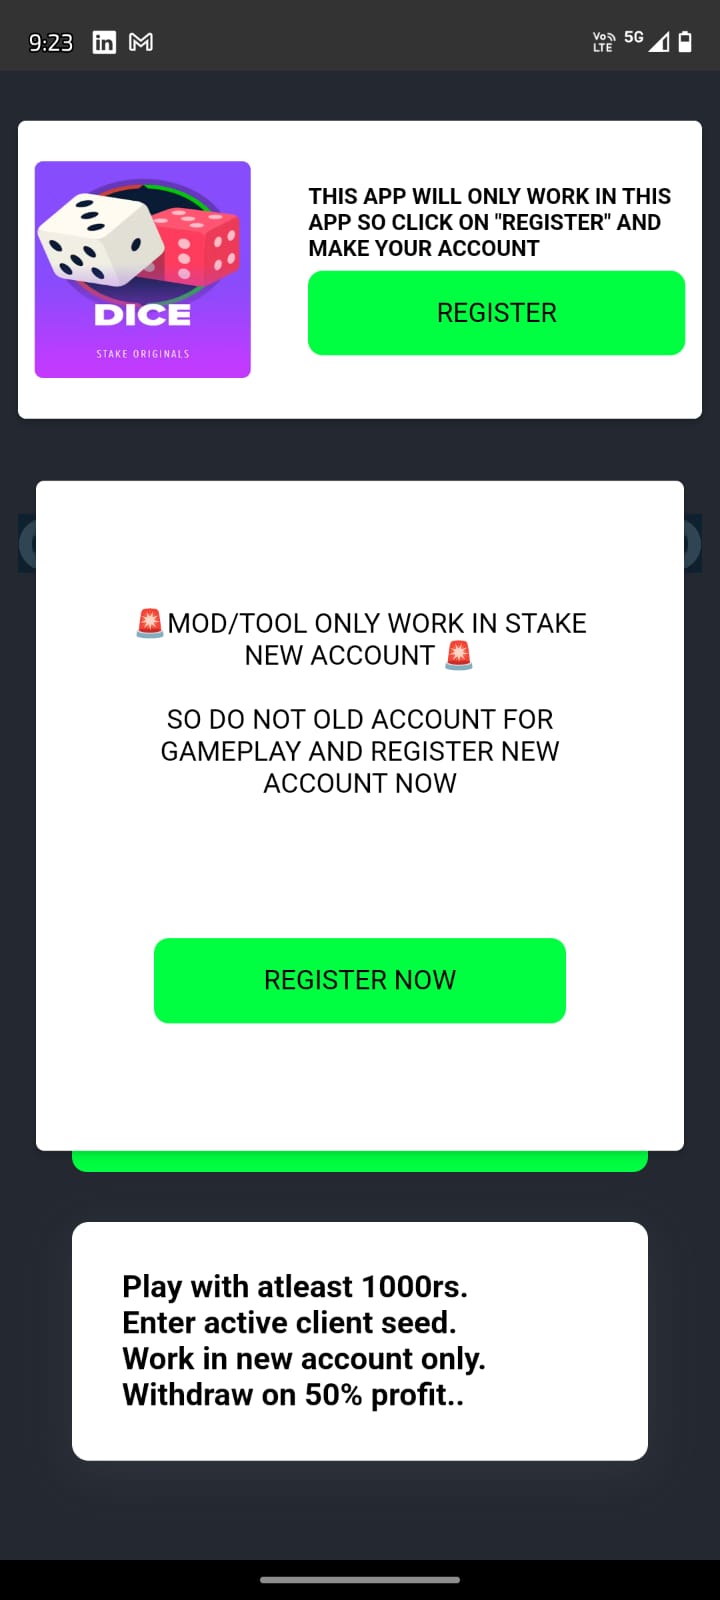 9:23
Vo
LTE
5G
THIS APP WILL ONLY WORK IN THIS
APP SO CLICK ON "REGISTER" AND
MAKE YOUR ACCOUNT
REGISTER
DICE
STAKE ORIGINALS
🚨MOD/TOOL ONLY WORK IN STAKE
NEW ACCOUNT 🚨
SO DO NOT OLD ACCOUNT FOR
GAMEPLAY AND REGISTER NEW
ACCOUNT NOW
REGISTER NOW
Play with atleast 1000rs.
Enter active client seed.
Work in new account only.
Withdraw on 50% profit..